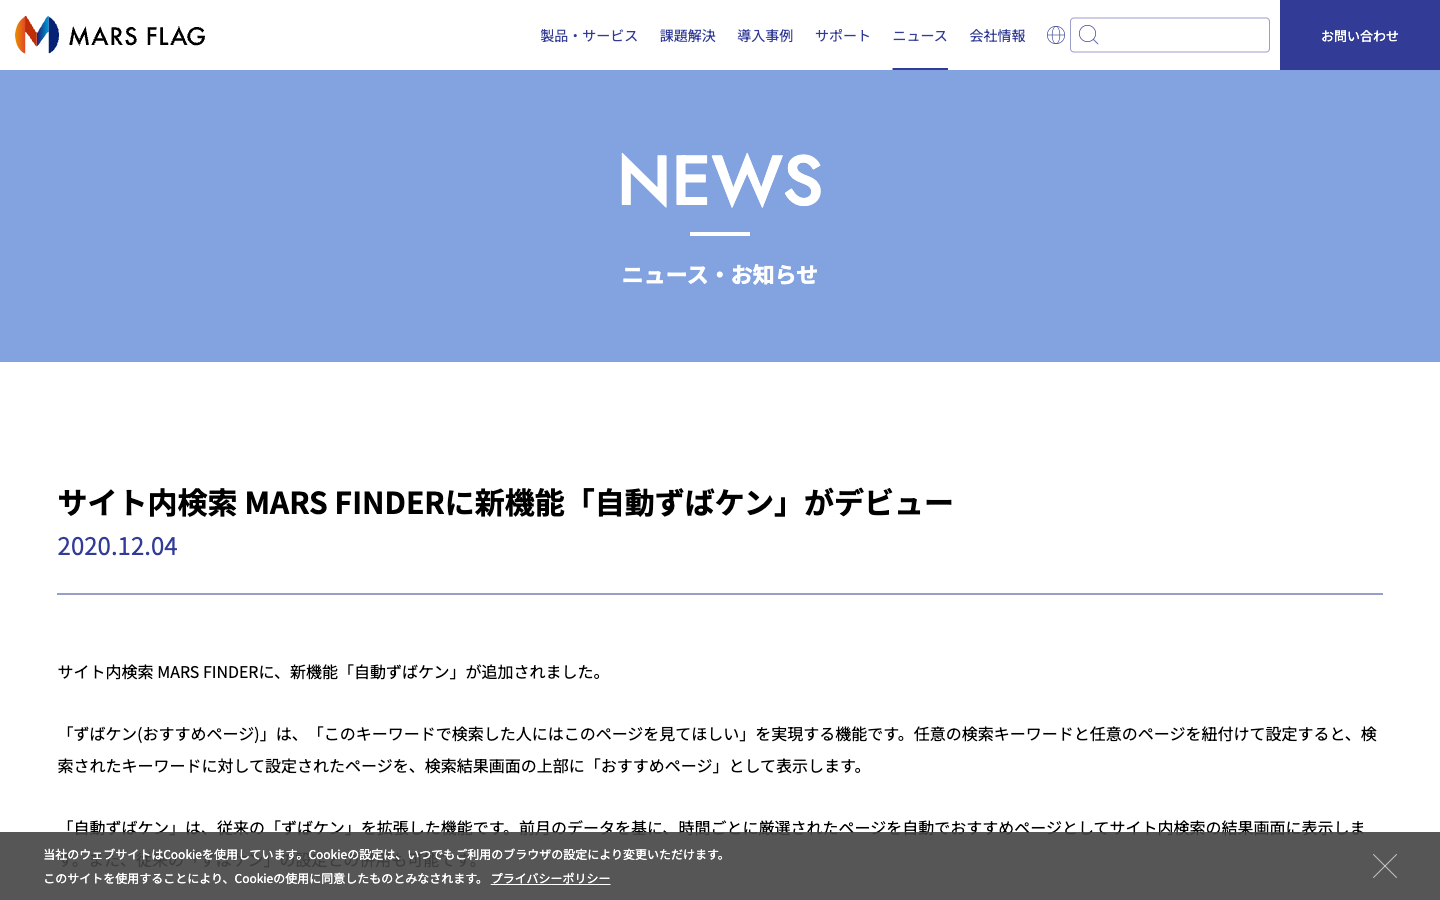 MARS FLAG
製品・サービス 課題解決 導入事例 サポート ニュース 会社情報 お問い合わせ
NEWS
ニュース・お知らせ
サイト内検索 MARS FINDERに新機能「自動ずばケン」がデビュー
2020.12.04
サイト内検索 MARS FINDERに、新機能「自動ずばケン」が追加されました。
「ずばケン(おすすめページ)」は、「このキーワードで検索した人にはこのページを見てほしい」を実現する機能です。任意の検索キーワードと任意のページを紐付けて設定すると、検
索されたキーワードに対して設定されたページを、検索結果画面の上部に「おすすめページ」として表示します。
「自動ずばケン」は、従来の「ずばケン」を拡張した機能です。前月のデータを基に、時間ごとに厳選されたページを自動でおすすめページとしてサイト内検索の結果画面に表示しま
当社のウェブサイトはCookieを使用しています。Cookieの設定は、いつでもご利用のブラウザの設定により変更いただけます。
このサイトを使用することにより、Cookieの使用に同意したものとみなされます。 プライバシーポリシー